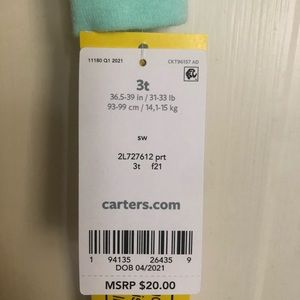 11180 Q1 2021 CKT96157 AD
3t
36.5-39 in / 31-33 lb
93-99 cm / 14,1-15 kg
sw
2L727612 prt
3t f21
carters.com
1 94135 26435 9
DOB 04/2021
MSRP $20.00